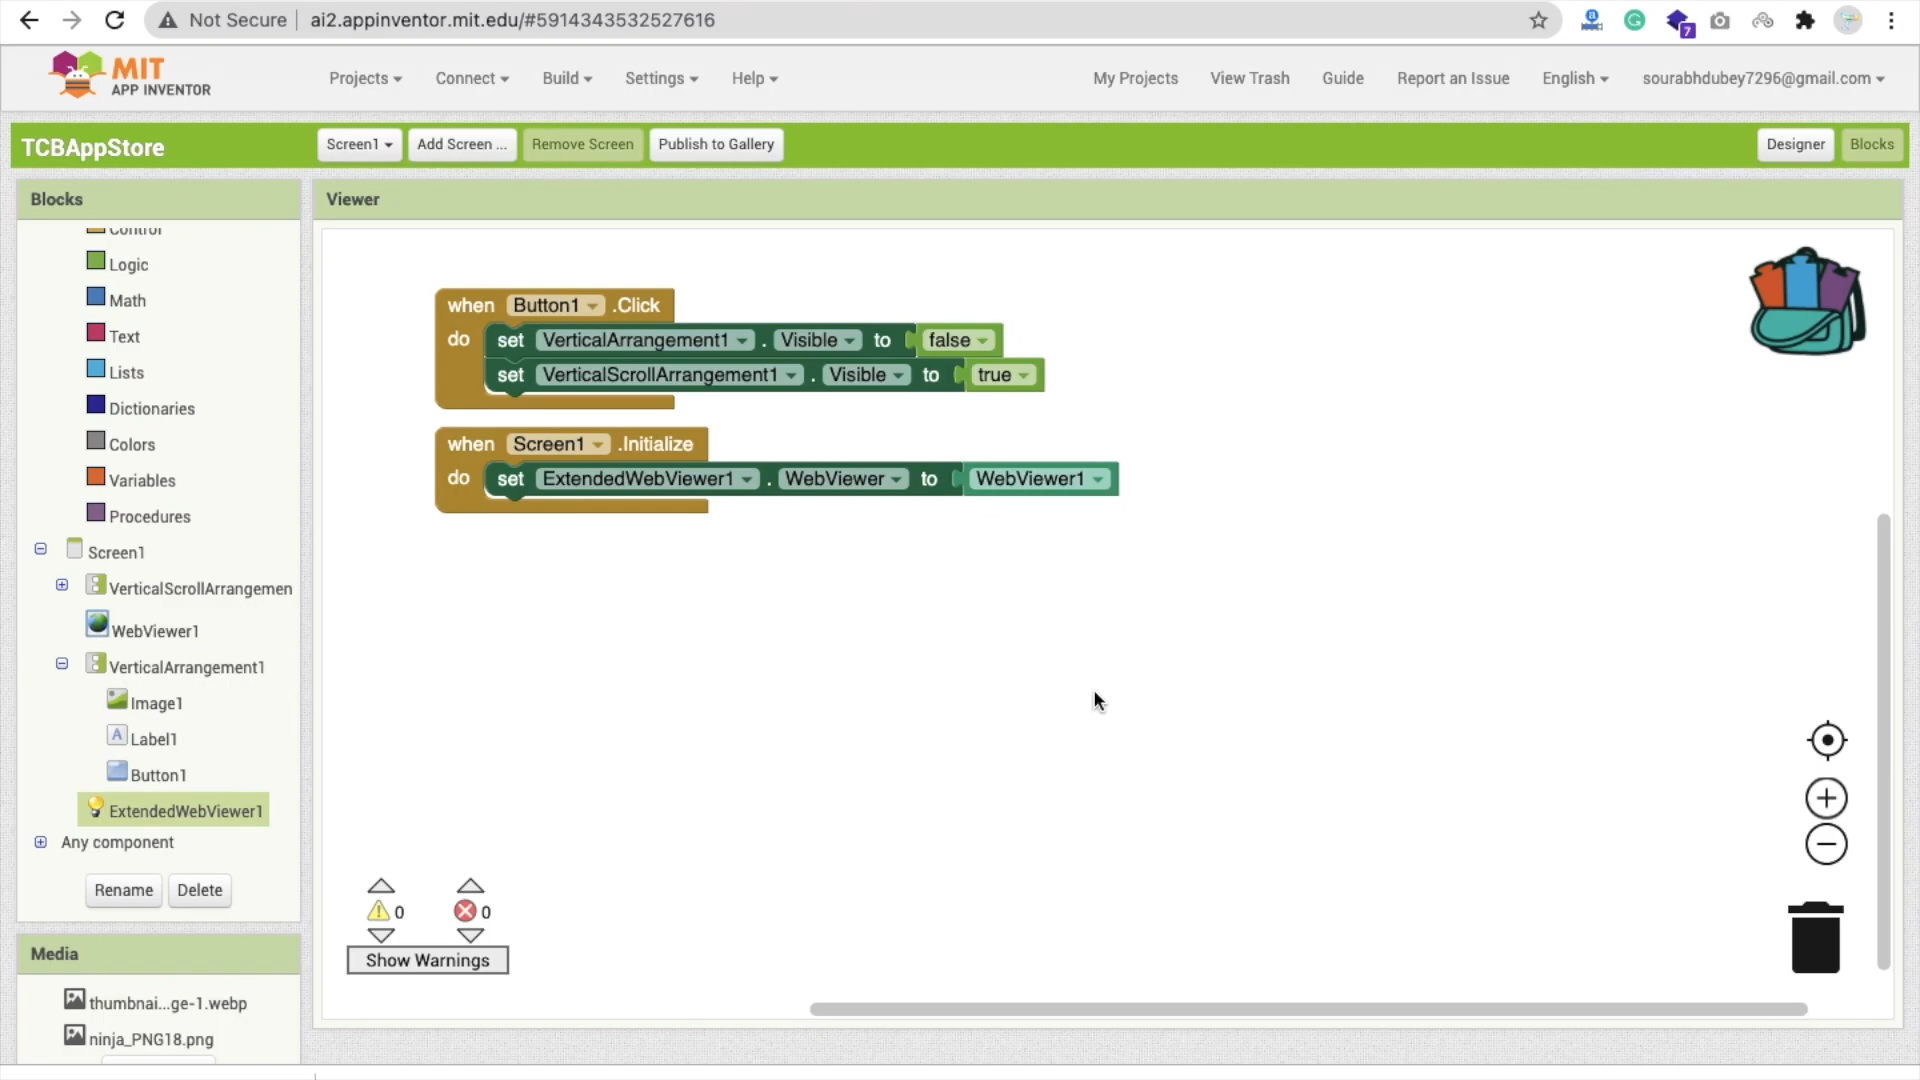 Not Secure
ai2.appinventor.mit.edu/#5914343532527616
7
MIT
APP INVENTOR
Projects
Connect
Build
Settings
Help
My Projects
View Trash
Guide
Report an Issue
English
sourabhdubey7296@gmail.com
TCBAppStore
Screen1
Add Screen ...
Remove Screen
Publish to Gallery
Designer
Blocks
Blocks
Control
Logic
Math
Text
Lists
Dictionaries
Colors
Variables
Procedures
Screen1
VerticalScrollArrangemen
WebViewer1
VerticalArrangement1
Image1
Label1
Button1
ExtendedWebViewer1
Any component
Rename
Delete
Media
thumbnai...ge-1.webp
ninja_PNG18.png
Viewer
when Button1 .Click
do set VerticalArrangement1 . Visible to false
set VerticalScrollArrangement1 . Visible to true
when Screen1 .Initialize
do set ExtendedWebViewer1 . WebViewer to WebViewer1
0 0
Show Warnings